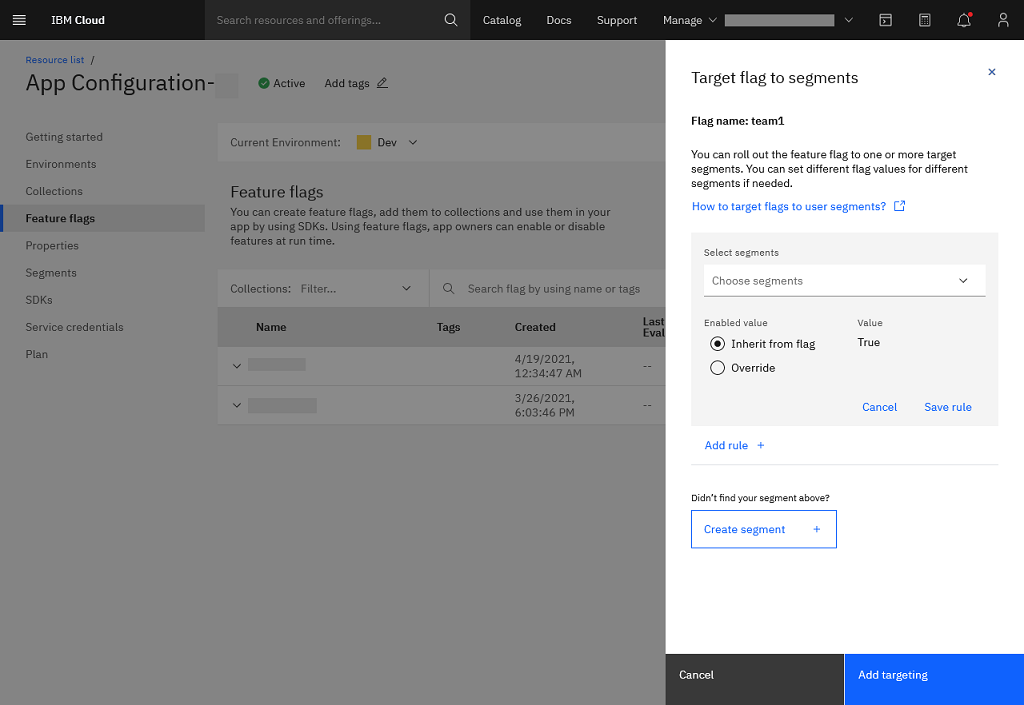 IBM Cloud
Search resources and offerings...
Catalog
Docs
Support
Manage
Resource list /
App Configuration-
Active
Add tags
Getting started
Environments
Collections
Feature flags
Properties
Segments
SDKs
Service credentials
Plan
Current Environment:
Dev
Feature flags
You can create feature flags, add them to collections and use them in your
app by using SDKs. Using feature flags, app owners can enable or disable
features at run time.
Collections: Filter...
Search flag by using name or tags
Name
Tags
Created
Last
Eval
4/19/2021,
12:34:47 AM
--
3/26/2021,
6:03:46 PM
--
Target flag to segments
Flag name: team1
You can roll out the feature flag to one or more target
segments. You can set different flag values for different
segments if needed.
How to target flags to user segments?
Select segments
Choose segments
Enabled value
Value
Inherit from flag
True
Override
Cancel
Save rule
Add rule +
Didn't find your segment above?
Create segment +
Cancel
Add targeting